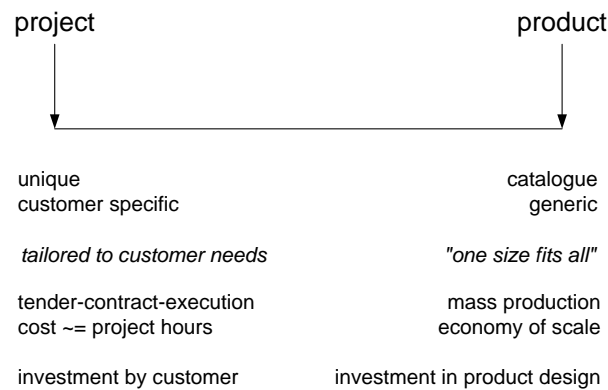 project product
unique catalogue
customer specific generic
tailored to customer needs "one size fits all"
tender-contract-execution mass production
cost ~= project hours economy of scale
investment by customer investment in product design